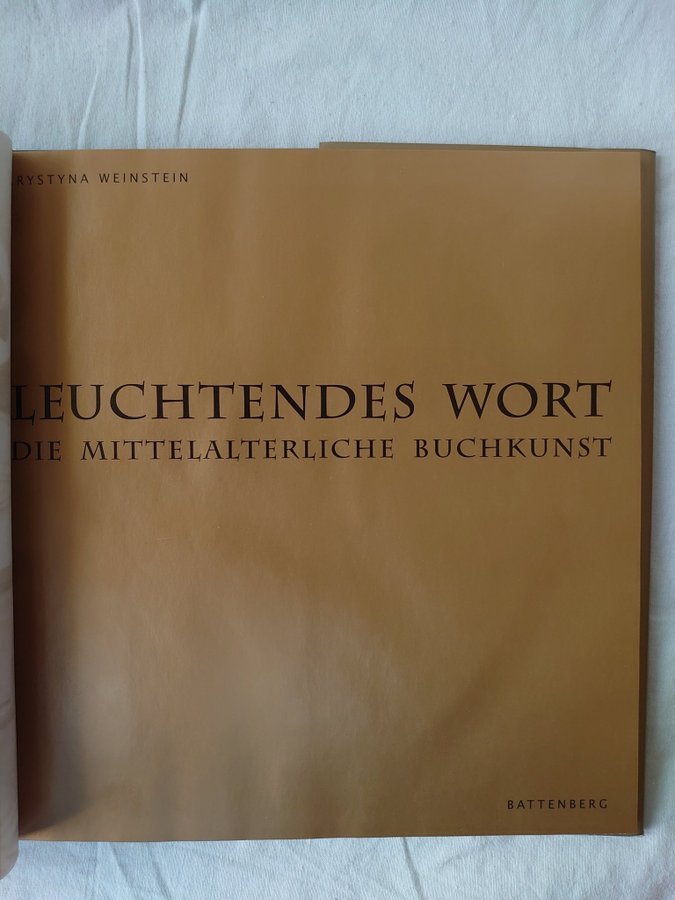 RYSTYNA WEINSTEIN
LEUCHTENDES WORT
DIE MITTELALTERLICHE BUCHKUNST
BATTENBERG